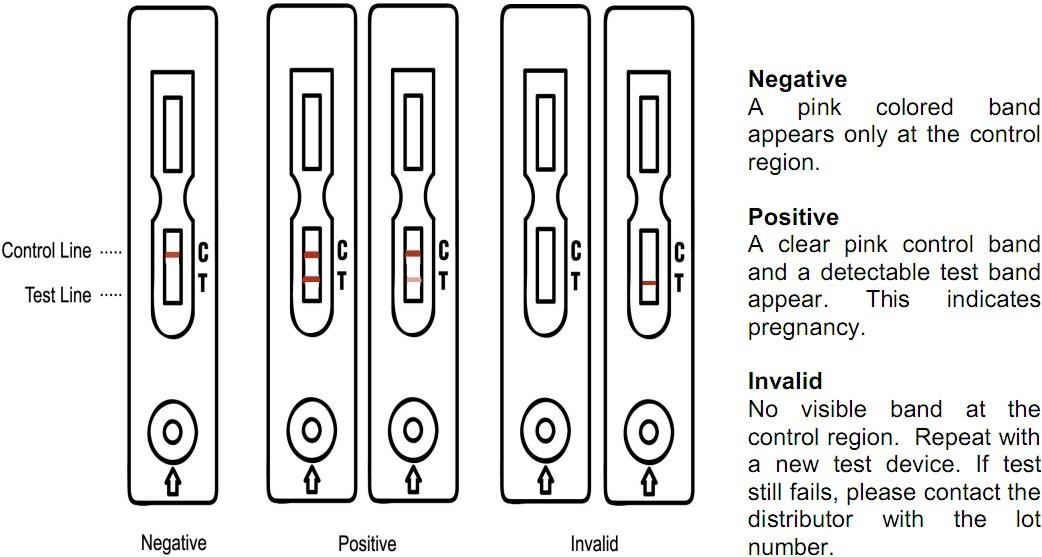 Control Line
Test Line
C
T
C
T
C
T
C
T
C
T
Negative
Positive
Invalid
Negative
A pink colored band
appears only at the control
region.
Positive
A clear pink control band
and a detectable test band
appear. This indicates
pregnancy.
Invalid
No visible band at the
control region. Repeat with
a new test device. If test
still fails, please contact the
distributor with the lot
number.